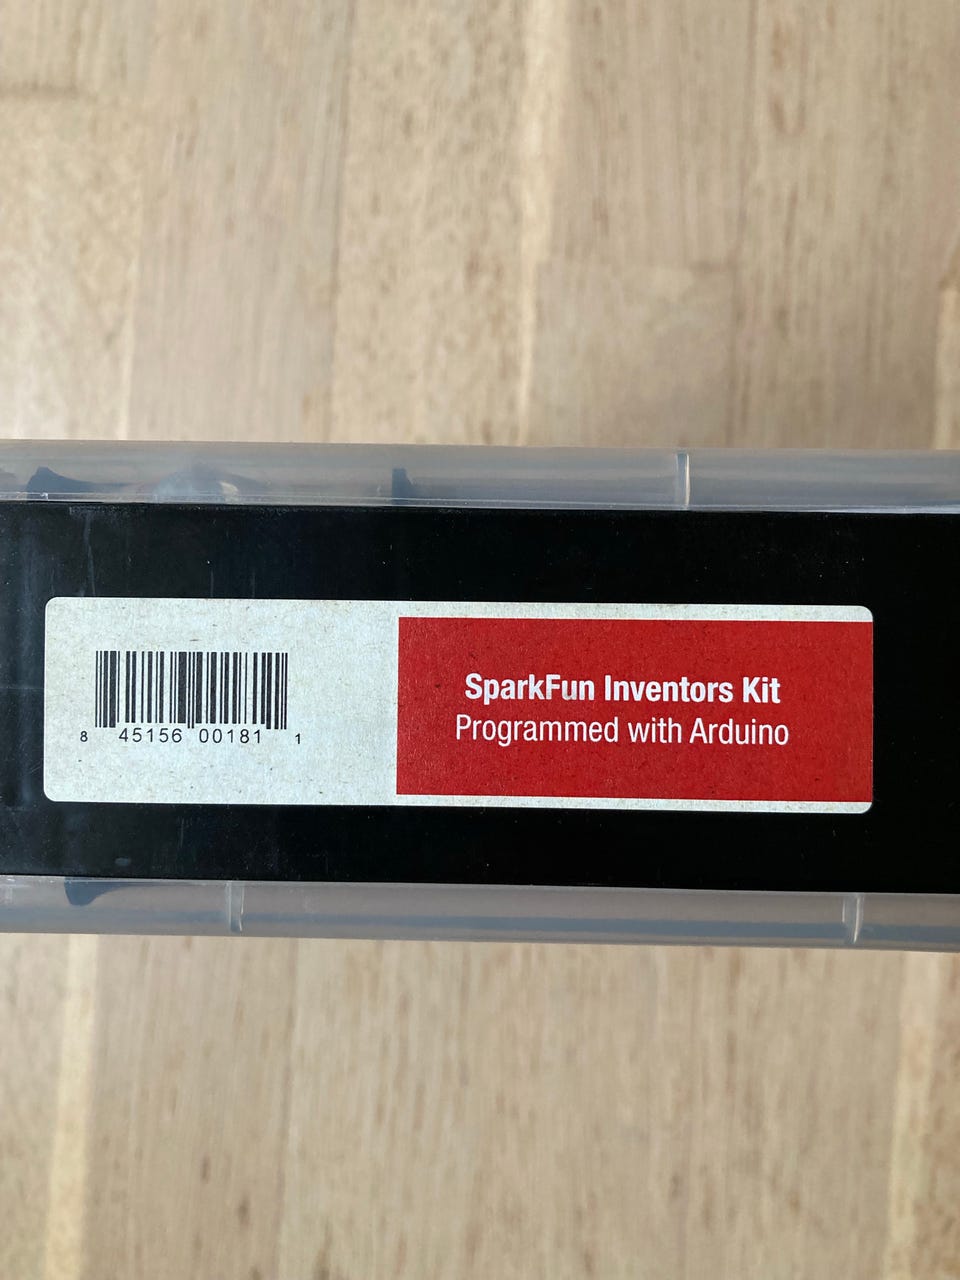 8 45156 00181 1
SparkFun Inventors Kit
Programmed with Arduino